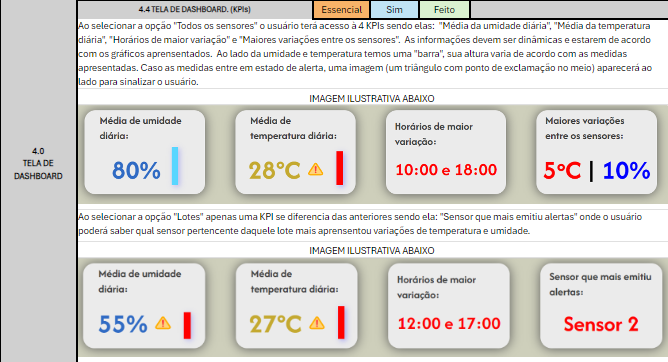 4.4 TELA DE DASHBOARD. (KPIs)
Essencial
Sim
Feito
Ao selecionar a opção "Todos os sensores" o usuário terá acesso à 4 KPIs sendo elas: "Média da umidade diária", "Média da temperatura
diária", "Horários de maior variação" e "Maiores variações entre os sensores". As informações devem ser dinâmicas e estarem de acordo
com os gráficos aprensentados. Ao lado da umidade e temperatura temos uma "barra", sua altura varia de acordo com as medidas
apresentadas. Caso as medidas entre em estado de alerta, uma imagem (um triângulo com ponto de exclamação no meio) aparecerá ao
lado para sinalizar o usuário.
IMAGEM ILUSTRATIVA ABAIXO
4.0
TELA DE
DASHBOARD
Média de umidade
diária:
80%
Média de
temperatura diária:
28°C
Horários de maior
variação:
10:00 e 18:00
Maiores variações
entre os sensores:
5°C | 10%
Ao selecionar a opção "Lotes" apenas uma KPI se diferencia das anteriores sendo ela: "Sensor que mais emitiu alertas" onde o usuário
poderá saber qual sensor pertencente daquele lote mais aprensentou variações de temperatura e umidade.
IMAGEM ILUSTRATIVA ABAIXO
Média de umidade
diária:
55%
Média de
temperatura diária:
27°C
Horários de maior
variação:
12:00 e 17:00
Sensor que mais emitiu
alertas:
Sensor 2